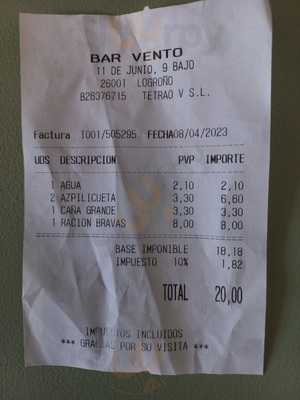 BAR VENTO
11 DE JUNIO, 9 BAJO
26001 LOGROÑO
B26376715 TETRAO V S.L.
Factura T001/505295 FECHA 08/04/2023
UDS DESCRIPCION PVP IMPORTE
1 AGUA 2,10 2,10
2 AZPILICUETA 3,30 6,60
1 CAÑA GRANDE 3,30 3,30
1 RACION BRAVAS 8,00 8,00
BASE IMPONIBLE 18,18
IMPUESTO 10% 1,82
TOTAL 20,00
IMPUESTOS INCLUIDOS
*** GRACIAS POR SU VISITA ***